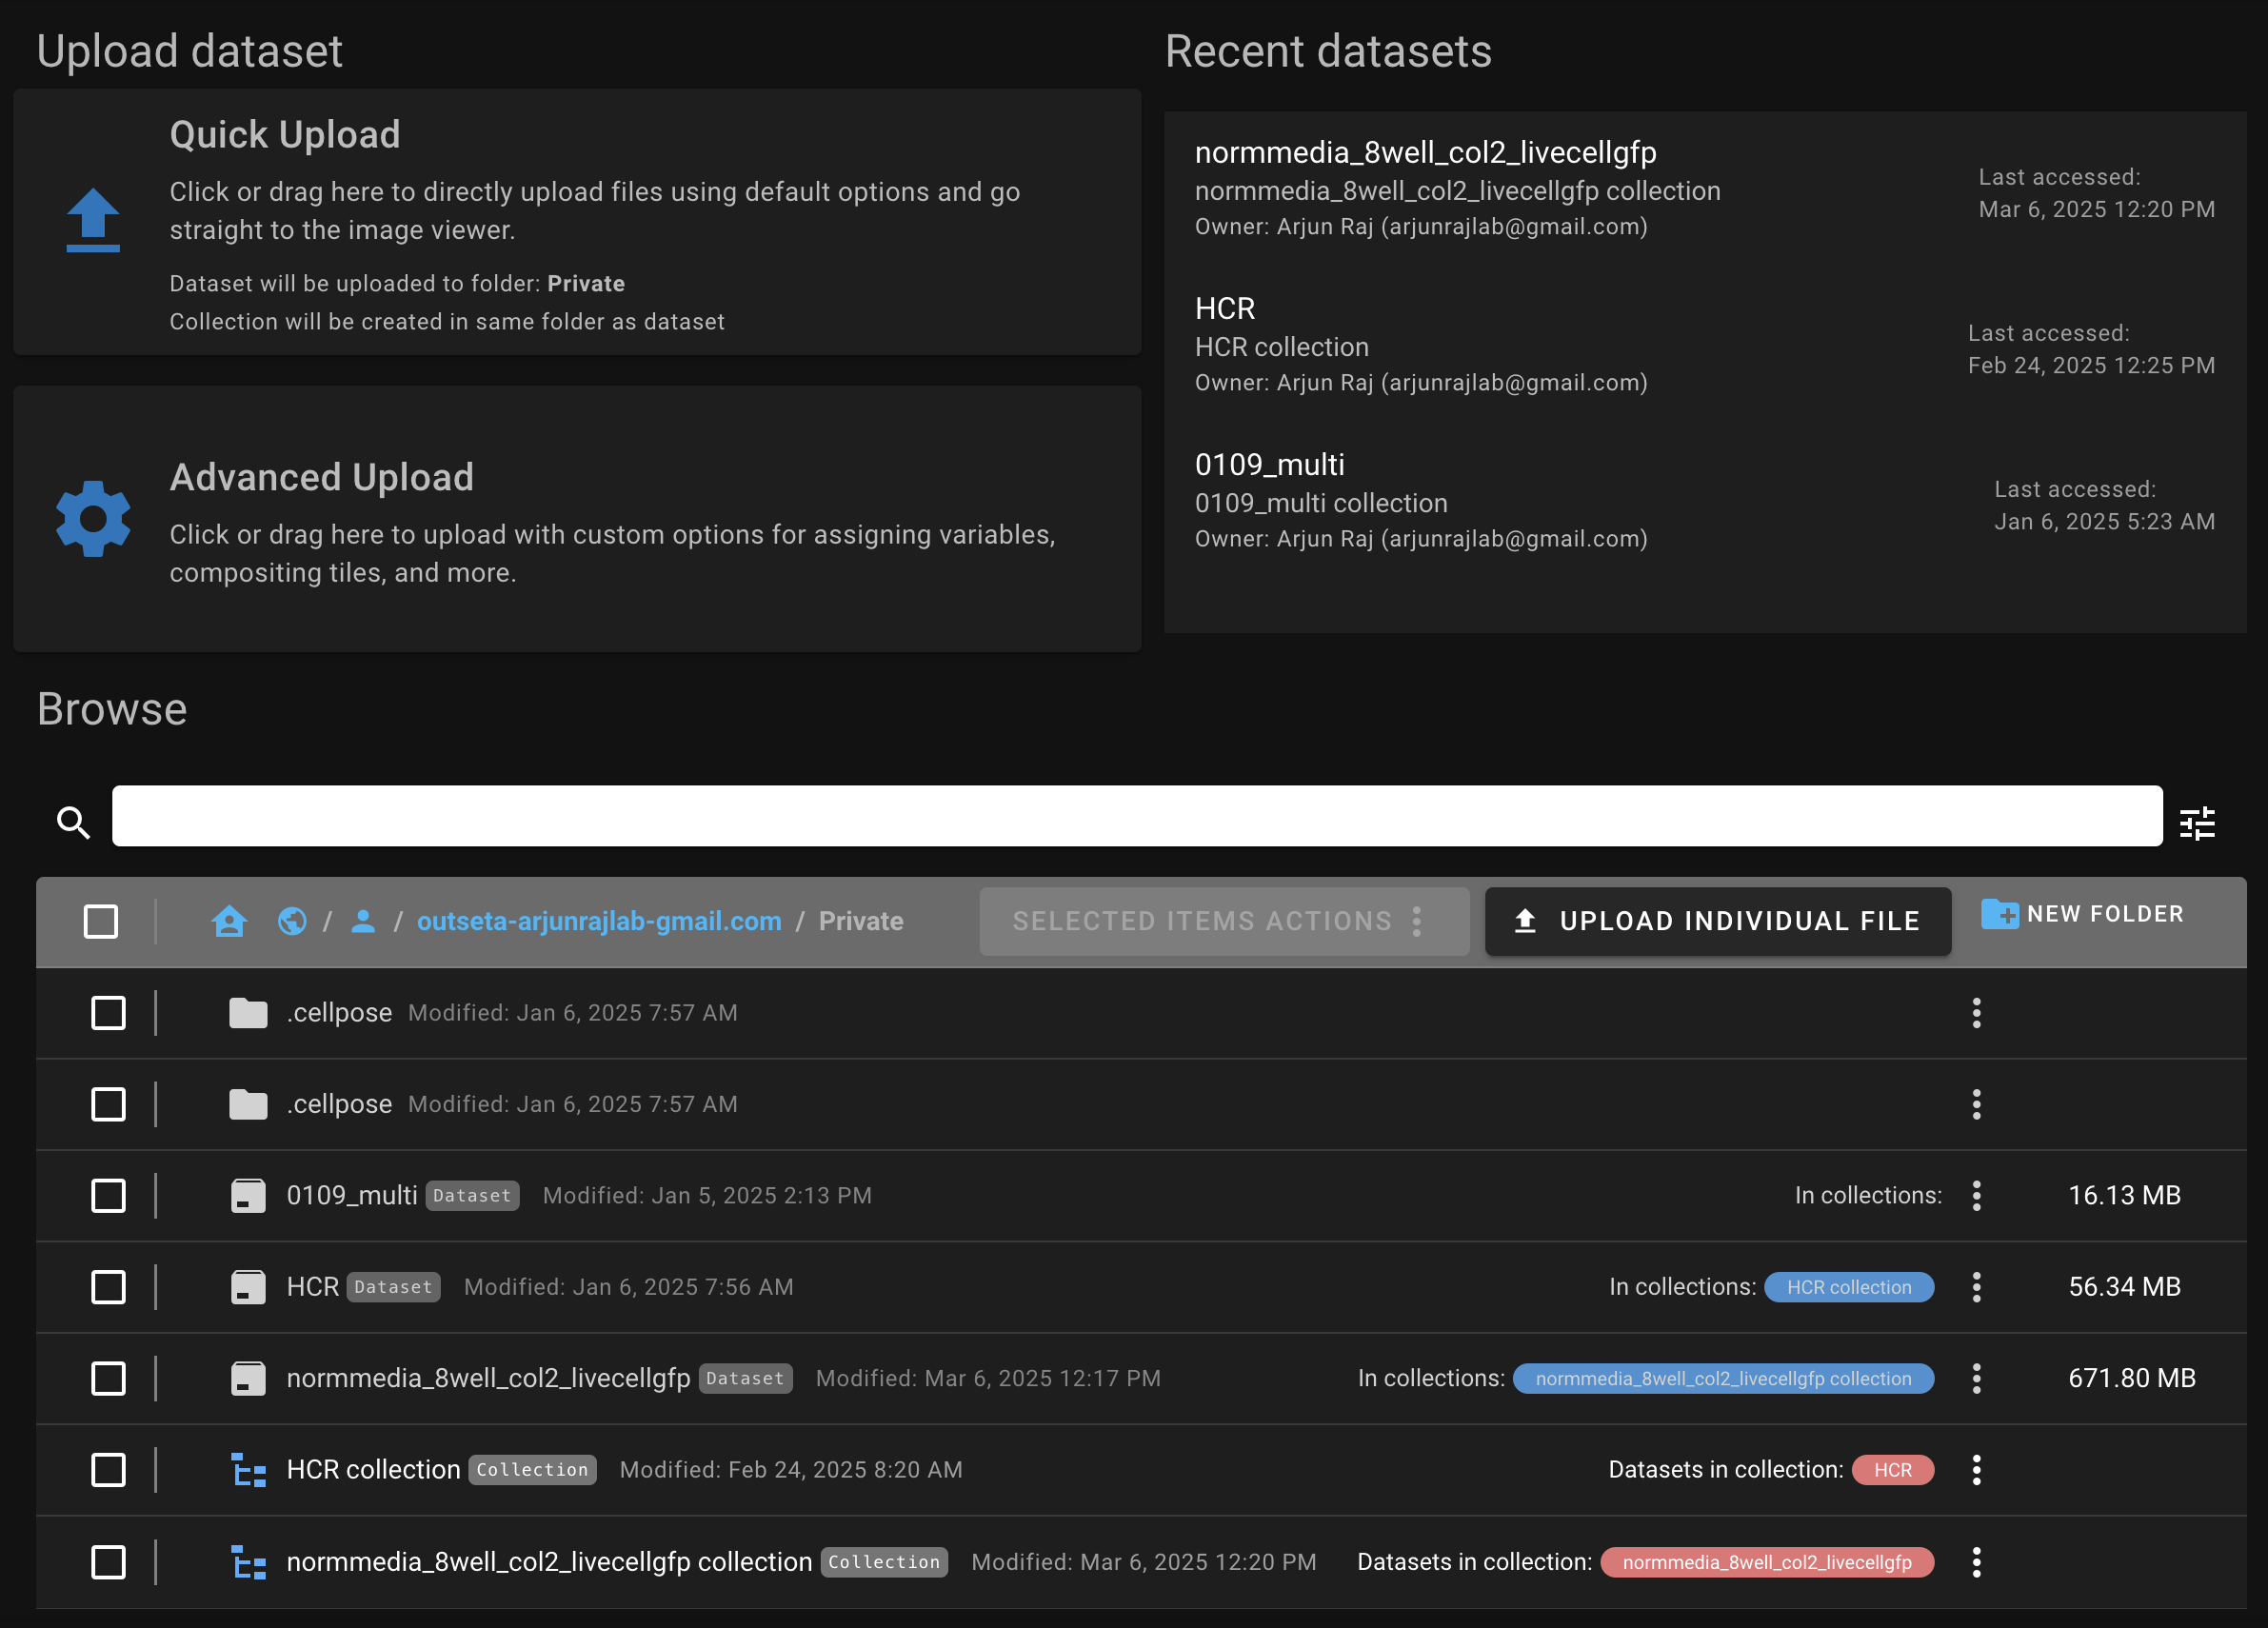 Upload dataset
Quick Upload
Click or drag here to directly upload files using default options and go
straight to the image viewer.
Dataset will be uploaded to folder: Private
Collection will be created in same folder as dataset
Advanced Upload
Click or drag here to upload with custom options for assigning variables,
compositing tiles, and more.
Recent datasets
normmedia_8well_col2_livecellgfp
normmedia_8well_col2_livecellgfp collection
Owner: Arjun Raj (arjunrajlab@gmail.com)
Last accessed:
Mar 6, 2025 12:20 PM
HCR
HCR collection
Owner: Arjun Raj (arjunrajlab@gmail.com)
Last accessed:
Feb 24, 2025 12:25 PM
0109_multi
0109_multi collection
Owner: Arjun Raj (arjunrajlab@gmail.com)
Last accessed:
Jan 6, 2025 5:23 AM
Browse
/ / outseta-arjunrajlab-gmail.com / Private SELECTED ITEMS ACTIONS UPLOAD INDIVIDUAL FILE NEW FOLDER
.cellpose Modified: Jan 6, 2025 7:57 AM
.cellpose Modified: Jan 6, 2025 7:57 AM
0109_multi Dataset Modified: Jan 5, 2025 2:13 PM In collections: 16.13 MB
HCR Dataset Modified: Jan 6, 2025 7:56 AM In collections: HCR collection 56.34 MB
normmedia_8well_col2_livecellgfp Dataset Modified: Mar 6, 2025 12:17 PM In collections: normmedia_8well_col2_livecellgfp collection 671.80 MB
HCR collection Collection Modified: Feb 24, 2025 8:20 AM Datasets in collection: HCR
normmedia_8well_col2_livecellgfp collection Collection Modified: Mar 6, 2025 12:20 PM Datasets in collection: normmedia_8well_col2_livecellgfp